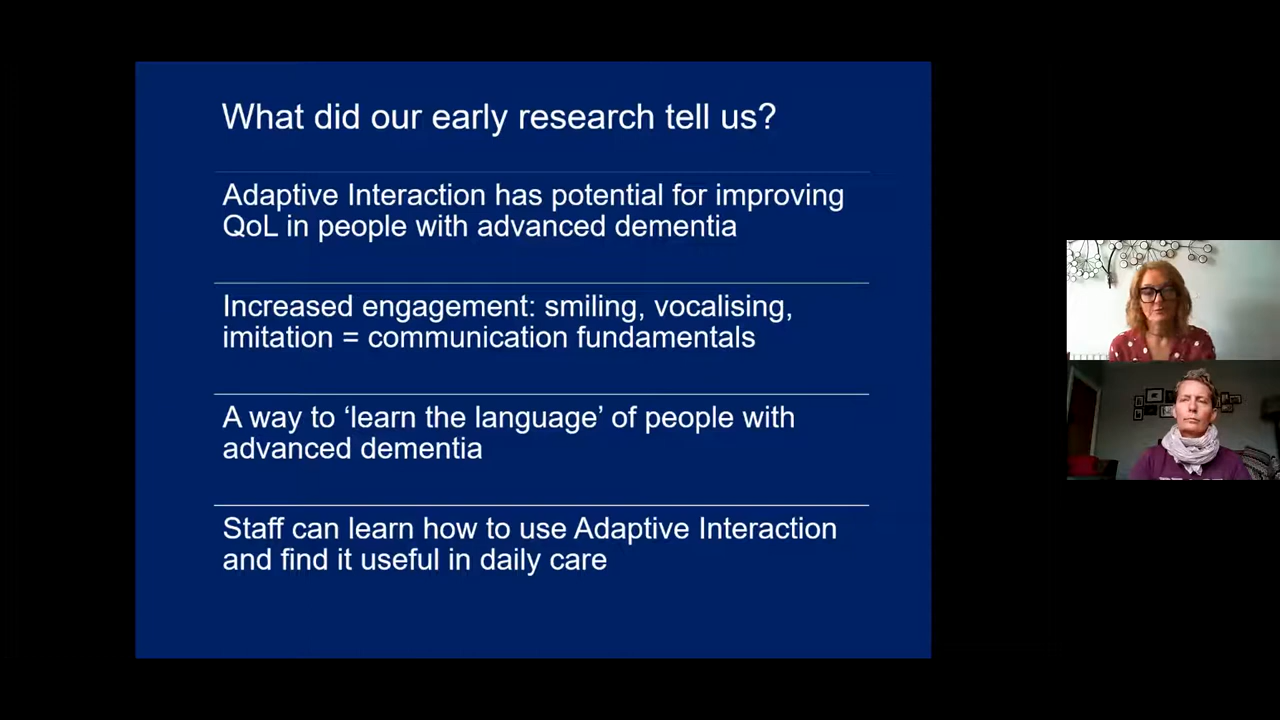 What did our early research tell us?
Adaptive Interaction has potential for improving
QoL in people with advanced dementia
Increased engagement: smiling, vocalising,
imitation = communication fundamentals
A way to ‘learn the language’ of people with
advanced dementia
Staff can learn how to use Adaptive Interaction
and find it useful in daily care